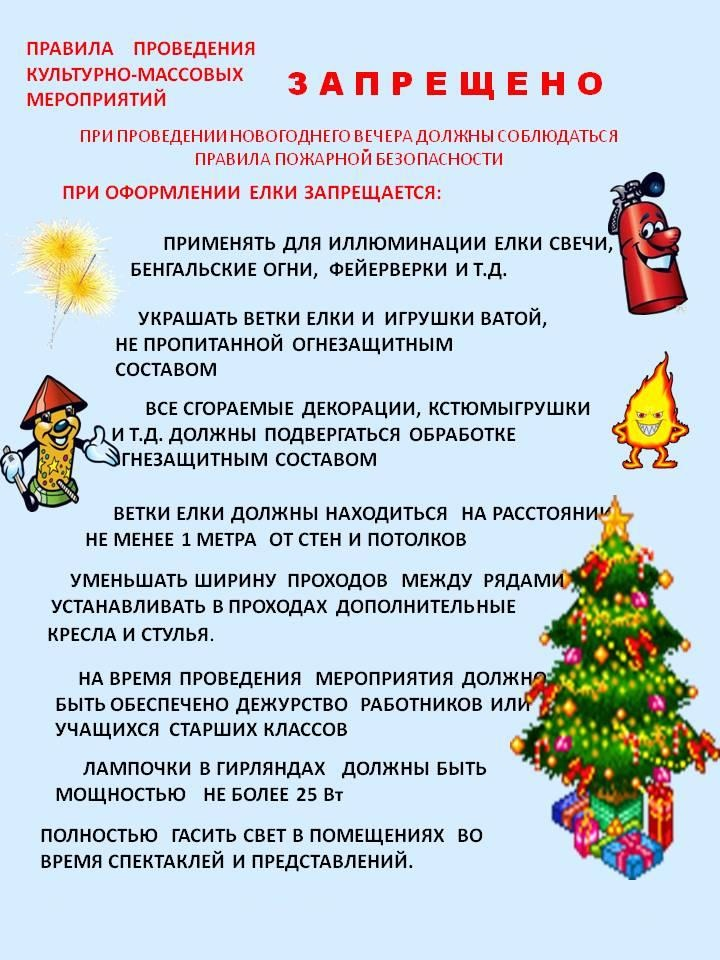 ПРАВИЛА ПРОВЕДЕНИЯ
КУЛЬТУРНО-МАССОВЫХ
МЕРОПРИЯТИЙ
ЗАПРЕЩЕНО
ПРИ ПРОВЕДЕНИИ НОВОГОДНЕГО ВЕЧЕРА ДОЛЖНЫ СОБЛЮДАТЬСЯ
ПРАВИЛА ПОЖАРНОЙ БЕЗОПАСНОСТИ
ПРИ ОФОРМЛЕНИИ ЕЛКИ ЗАПРЕЩАЕТСЯ:
ПРИМЕНЯТЬ ДЛЯ ИЛЛЮМИНАЦИИ ЕЛКИ СВЕЧИ,
БЕНГАЛЬСКИЕ ОГНИ, ФЕЙЕРВЕРКИ И Т.Д.
УКРАШАТЬ ВЕТКИ ЕЛКИ И ИГРУШКИ ВАТОЙ,
НЕ ПРОПИТАННОЙ ОГНЕЗАЩИТНЫМ
СОСТАВОМ
ВСЕ СГОРАЕМЫЕ ДЕКОРАЦИИ, КСТЮМЫГРУШКИ
И Т.Д. ДОЛЖНЫ ПОДВЕРГАТЬСЯ ОБРАБОТКЕ
ГНЕЗАЩИТНЫМ СОСТАВОМ
ВЕТКИ ЕЛКИ ДОЛЖНЫ НАХОДИТЬСЯ НА РАССТОЯНИИ
НЕ МЕНЕЕ 1 МЕТРА ОТ СТЕН И ПОТОЛКОВ
УМЕНЬШАТЬ ШИРИНУ ПРОХОДОВ МЕЖДУ РЯДАМИ
УСТАНАВЛИВАТЬ В ПРОХОДАХ ДОПОЛНИТЕЛЬНЫЕ
КРЕСЛА И СТУЛЬЯ.
НА ВРЕМЯ ПРОВЕДЕНИЯ МЕРОПРИЯТИЯ ДОЛЖНО
БЫТЬ ОБЕСПЕЧЕНО ДЕЖУРСТВО РАБОТНИКОВ ИЛИ
УЧАЩИХСЯ СТАРШИХ КЛАССОВ
ЛАМПОЧКИ В ГИРЛЯНДАХ ДОЛЖНЫ БЫТЬ
МОЩНОСТЬЮ НЕ БОЛЕЕ 25 Вт
ПОЛНОСТЬЮ ГАСИТЬ СВЕТ В ПОМЕЩЕНИЯХ ВО
ВРЕМЯ СПЕКТАКЛЕЙ И ПРЕДСТАВЛЕНИЙ.